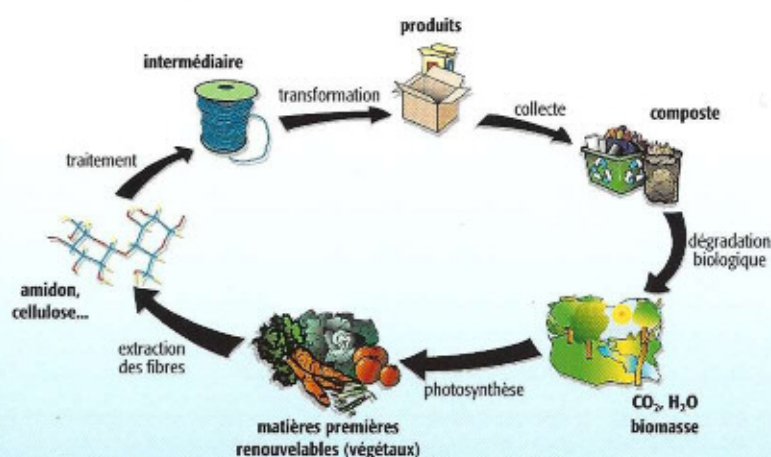 produits
intermédiaire
transformation
collecte
composte
traitement
dégradation
biologique
amidon,
cellulose...
extraction
des fibres
photosynthèse
CO₂, H₂O
biomasse
matières premières
renouvelables (végétaux)